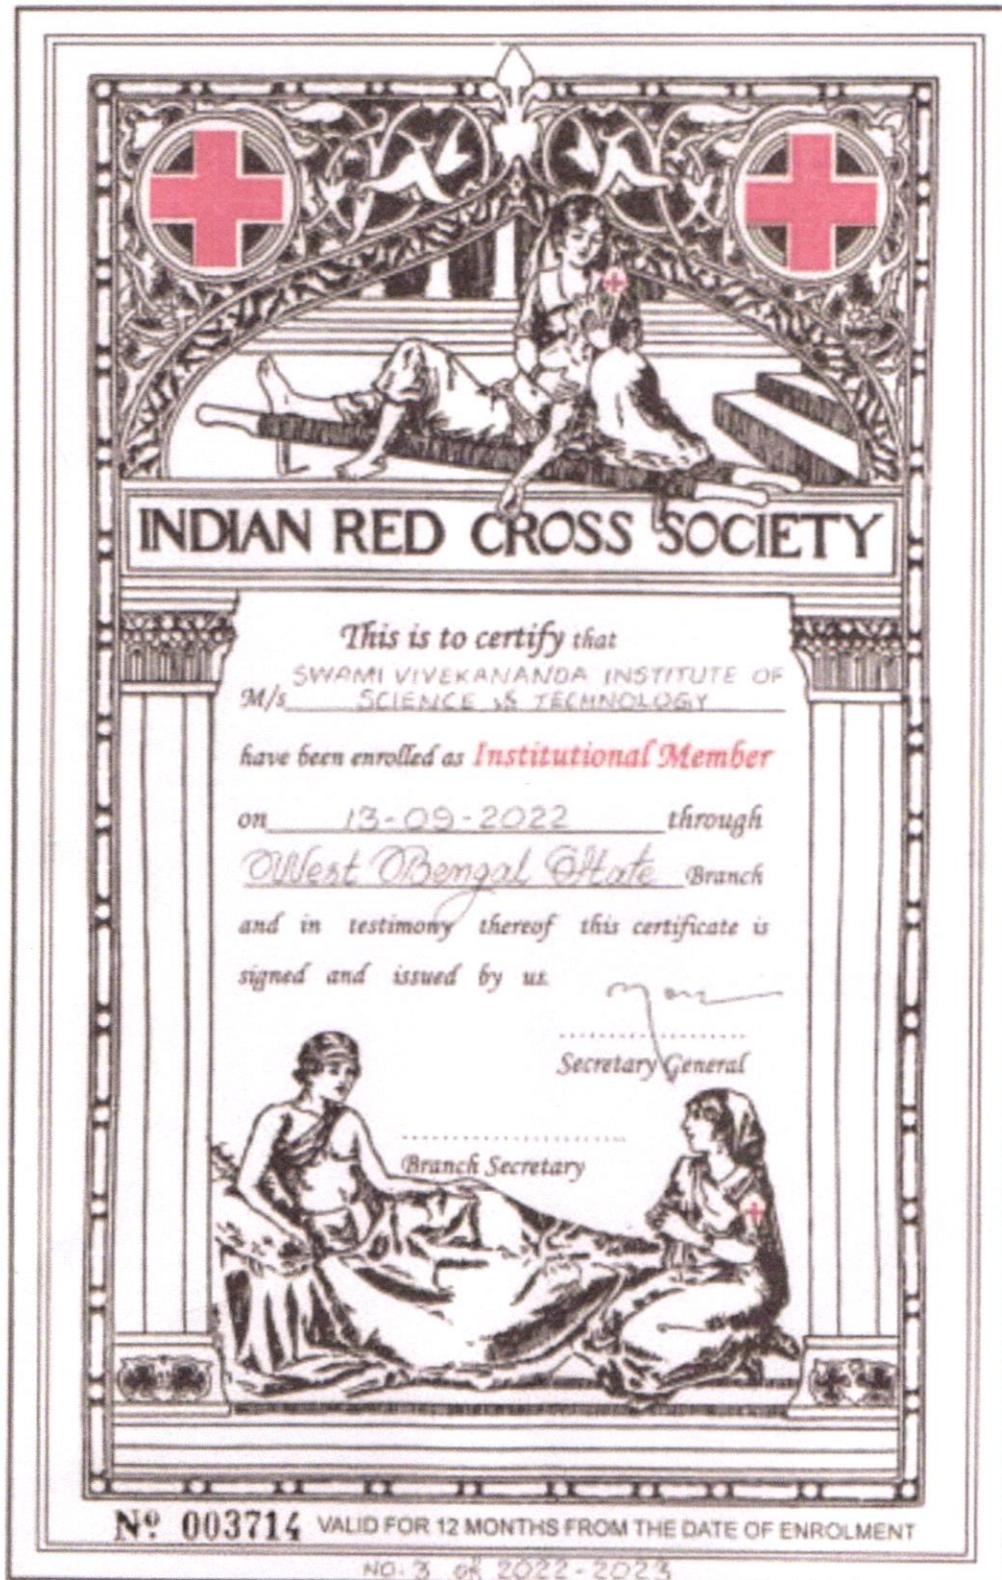 INDIAN RED CROSS SOCIETY
This is to certify that
SWAMI VIVEKANANDA INSTITUTE OF
M/s SCIENCE & TECHNOLOGY
have been enrolled as Institutional Member
on 13-09-2022 through
West Bengal State Branch
and in testimony thereof this certificate is
signed and issued by us.
Secretary General
Branch Secretary
Nº 003714 VALID FOR 12 MONTHS FROM THE DATE OF ENROLMENT
NO. 3 of 2022-2023